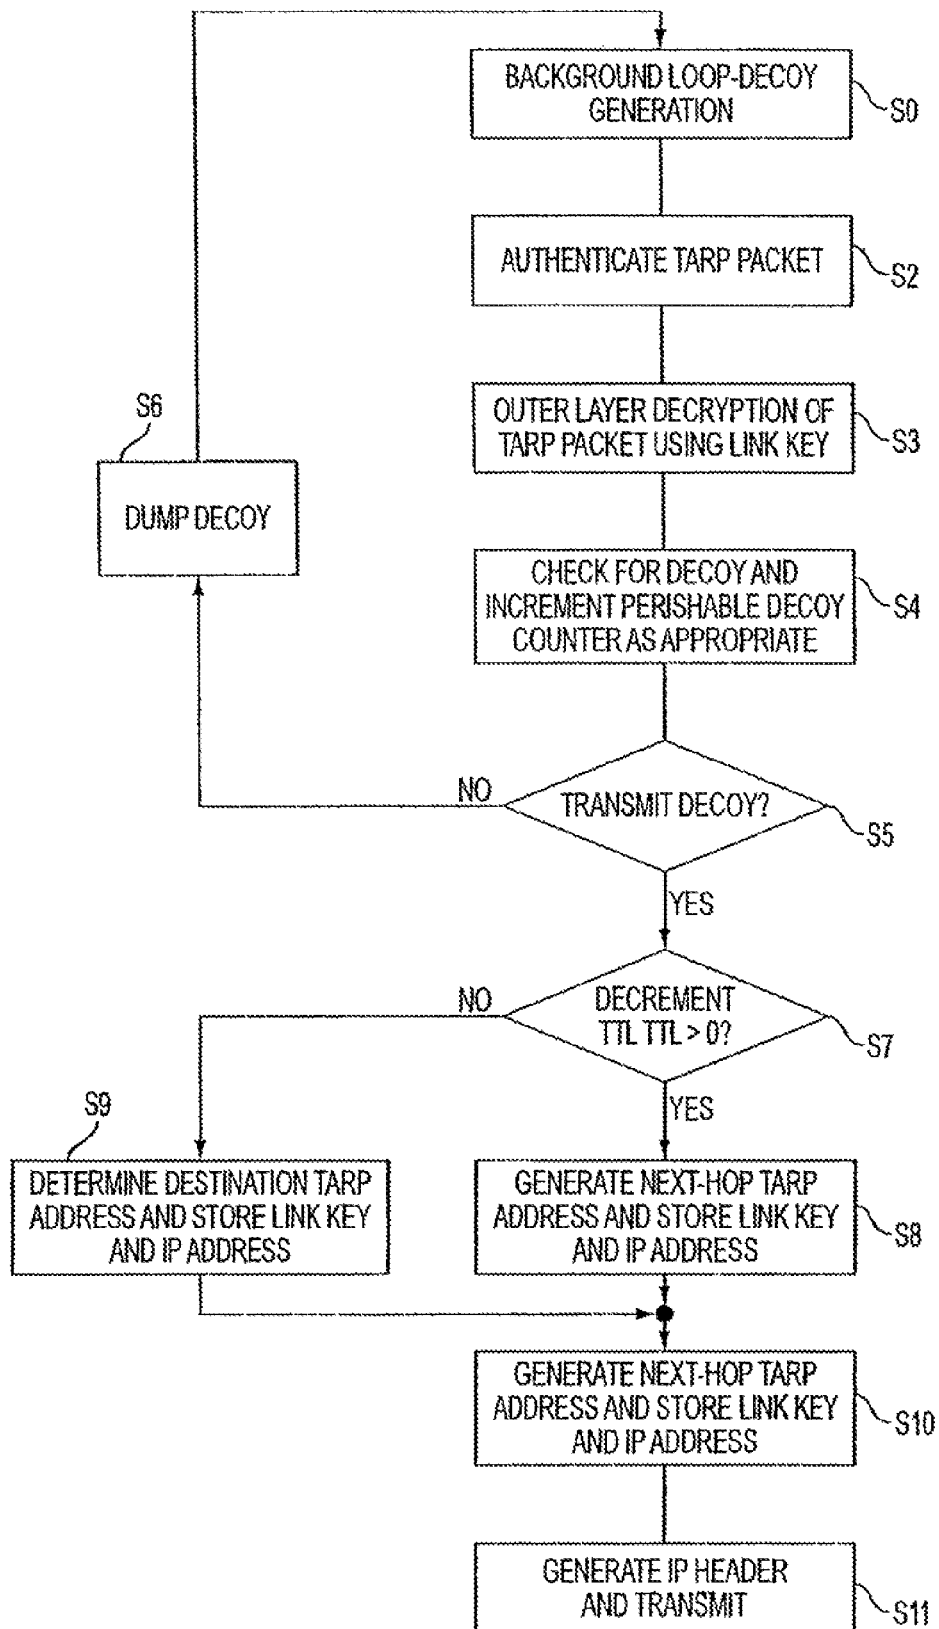 BACKGROUND LOOP-DECOY
GENERATION
S0
AUTHENTICATE TARP PACKET
S2
OUTER LAYER DECRYPTION OF
TARP PACKET USING LINK KEY
S3
S6
DUMP DECOY
CHECK FOR DECOY AND
INCREMENT PERISHABLE DECOY
COUNTER AS APPROPRIATE
S4
NO
TRANSMIT DECOY?
S5
YES
NO
DECREMENT
TTL TTL > 0?
S7
YES
S9
DETERMINE DESTINATION TARP
ADDRESS AND STORE LINK KEY
AND IP ADDRESS
GENERATE NEXT-HOP TARP
ADDRESS AND STORE LINK KEY
AND IP ADDRESS
S8
GENERATE NEXT-HOP TARP
ADDRESS AND STORE LINK KEY
AND IP ADDRESS
S10
GENERATE IP HEADER
AND TRANSMIT
S11